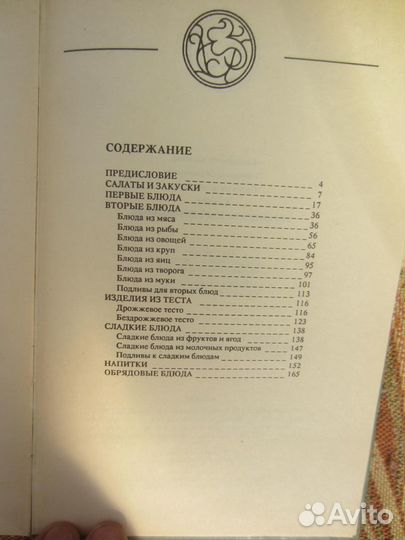 СОДЕРЖАНИЕ
ПРЕДИСЛОВИЕ 4
САЛАТЫ И ЗАКУСКИ 7
ПЕРВЫЕ БЛЮДА 17
ВТОРЫЕ БЛЮДА 36
Блюда из мяса 36
Блюда из рыбы 56
Блюда из овощей 65
Блюда из круп 84
Блюда из яиц 95
Блюда из творога 97
Блюда из муки 101
Подливы для вторых блюд 113
ИЗДЕЛИЯ ИЗ ТЕСТА 116
Дрожжевое тесто 116
Бездрожжевое тесто 123
СЛАДКИЕ БЛЮДА 138
Сладкие блюда из фруктов и ягод 138
Сладкие блюда из молочных продуктов 147
Подливы к сладким блюдам 149
НАПИТКИ 152
ОБРЯДОВЫЕ БЛЮДА 165
Avito